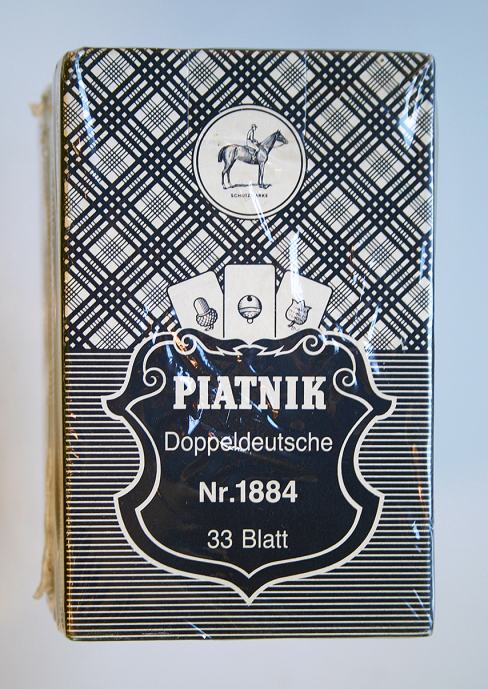 SCHUTZMARKE
PIATNIK
Doppeldeutsche
Nr.1884
33 Blatt